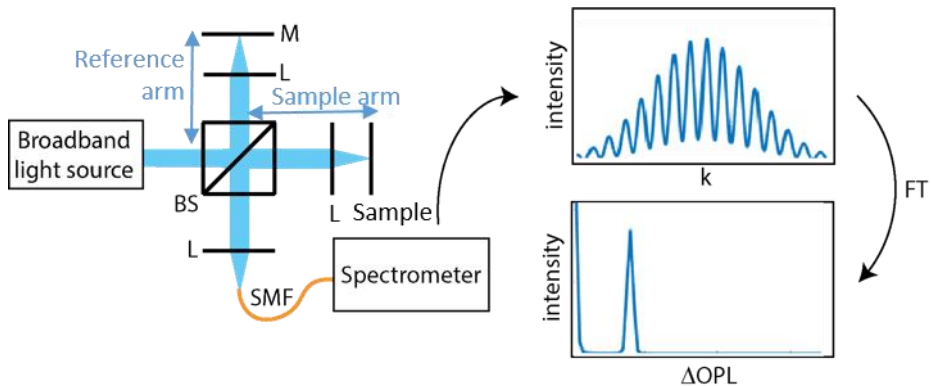 M
Reference
arm
L
Sample arm
Broadband
light source
BS
L
Sample
L
SMF
Spectrometer
intensity
k
FT
intensity
ΔOPL